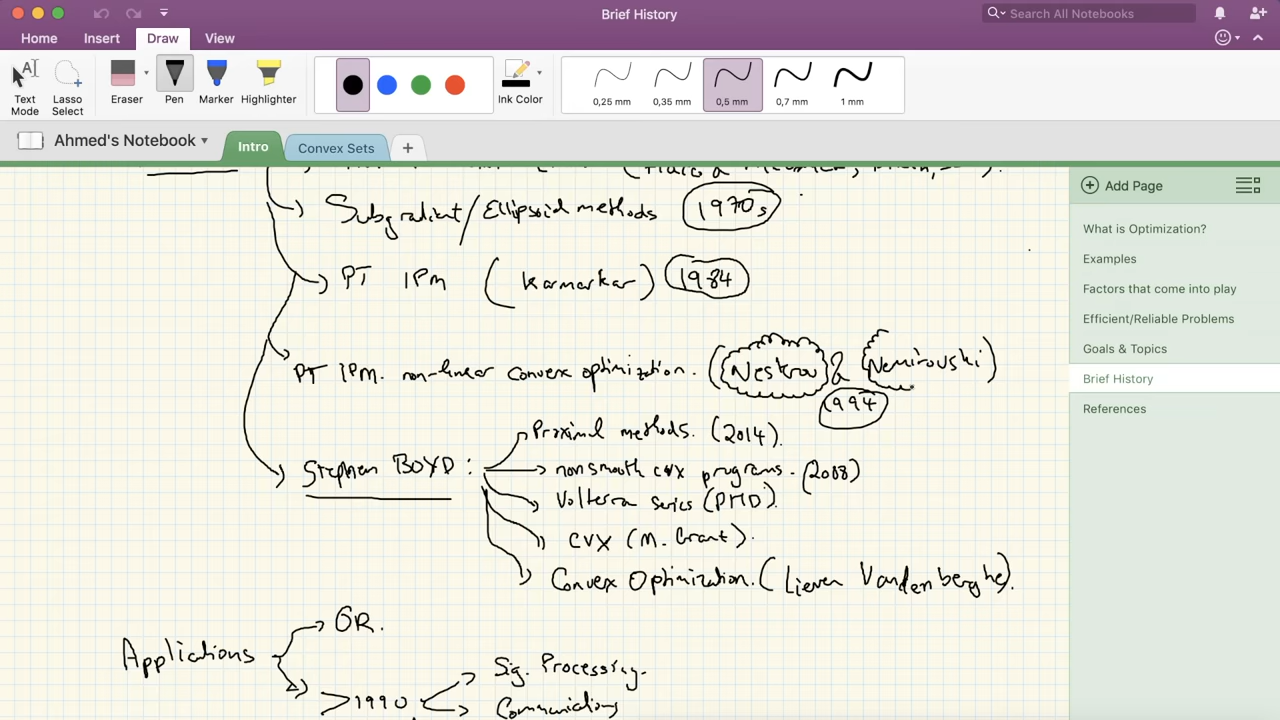 Brief History
Search All Notebooks
Home Insert Draw View
Text Mode
Lasso Select
Eraser
Pen
Marker
Highlighter
Ink Color
0,25 mm
0,35 mm
0,5 mm
0,7 mm
1 mm
Ahmed's Notebook
Intro
Convex Sets
Add Page
What is Optimization?
Examples
Factors that come into play
Efficient/Reliable Problems
Goals & Topics
Brief History
References
Subgradient/Ellipsoid methods 1970s
PT IPM (Karmarkar) 1984
PT IPM. non-linear convex optimization. (Nesterov & Nemirovski)
1994
Stephen BOYD :
Proximal methods. (2014).
nonsmooth cvx programs. (2008)
Volterra series (PHD).
CVX (M. Grant).
Convex Optimization. (Lieven Vandenberghe).
Applications
OR.
>1990
Sig. Processing.
Communications